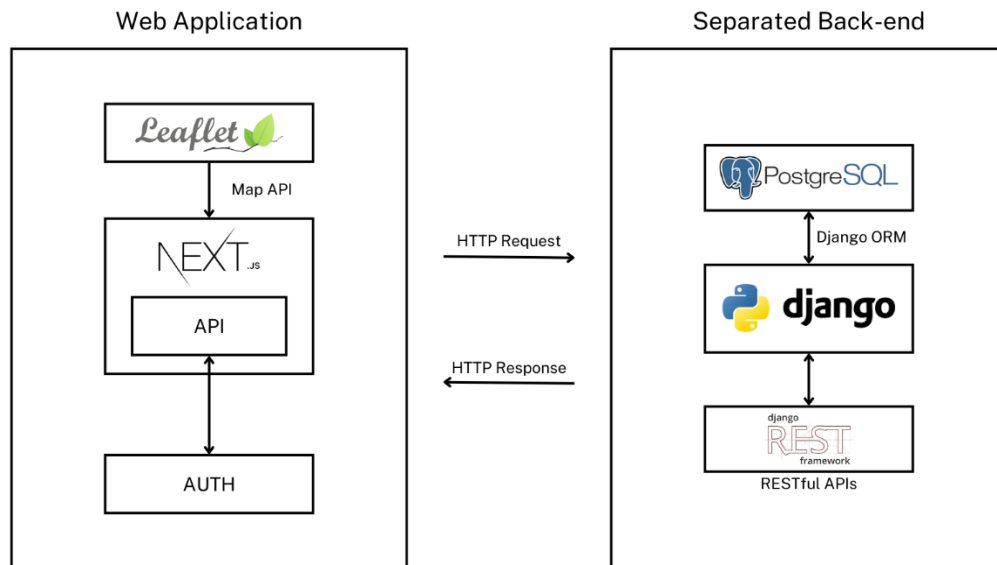 Web Application
Leaflet
Map API
NEXT.JS
API
AUTH
HTTP Request
HTTP Response
Separated Back-end
PostgreSQL
Django ORM
django
django
REST
framework
RESTful APIs